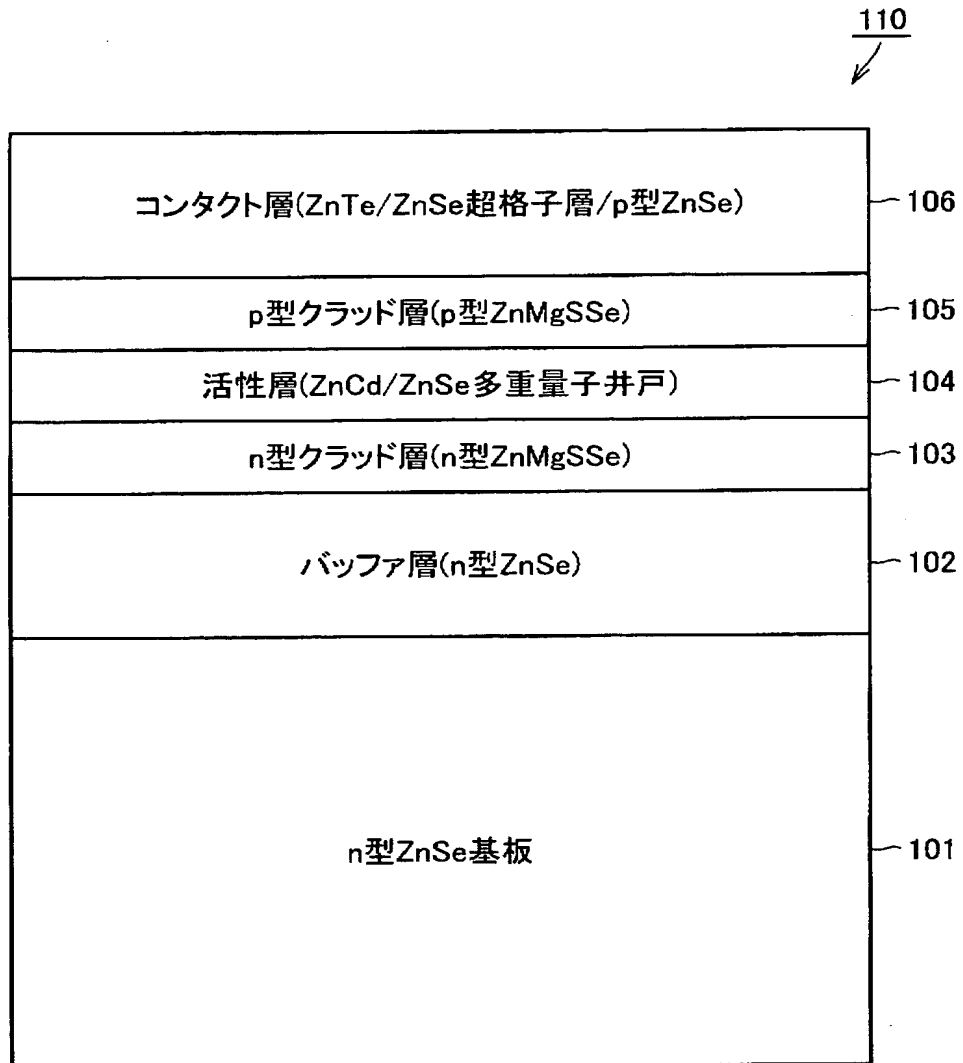 110
コンタクト層(ZnTe/ZnSe超格子層/p型ZnSe) 106
p型クラッド層(p型ZnMgSSe) 105
活性層(ZnCd/ZnSe多重量子井戸) 104
n型クラッド層(n型ZnMgSSe) 103
バッファ層(n型ZnSe) 102
n型ZnSe基板 101